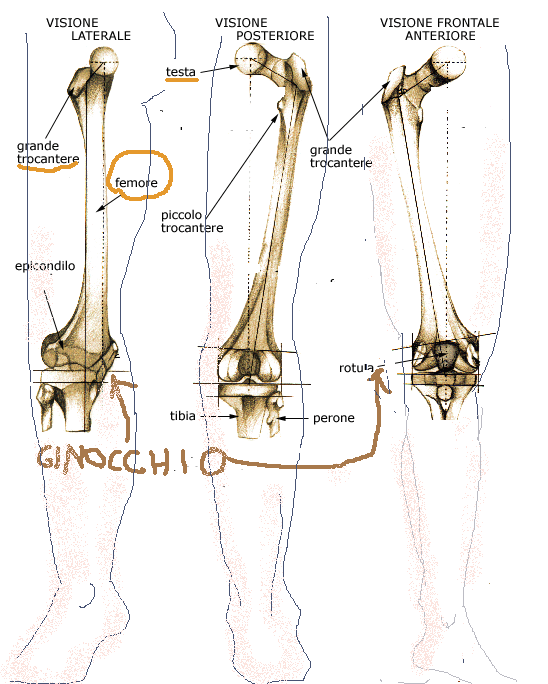 VISIONE
LATERALE
VISIONE
POSTERIORE
VISIONE FRONTALE
ANTERIORE
testa
grande
trocantere
grande
trocantere
femore
piccolo
trocantere
epicondilo
rotula
tibia
perone
GINOCCHIO